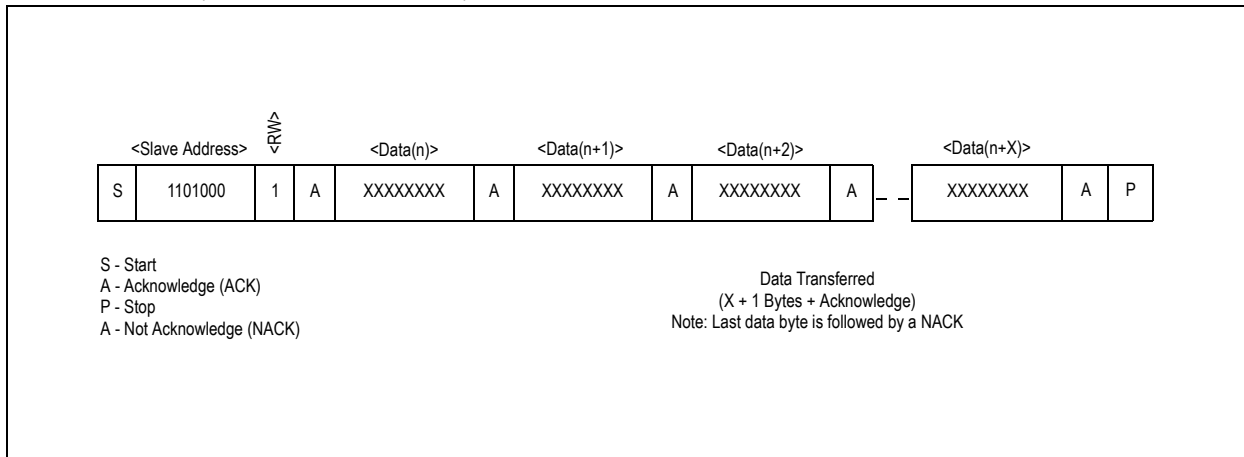 <RW>
<Slave Address> <Data(n)> <Data(n+1)> <Data(n+2)> <Data(n+X)>
S 1101000 1 A XXXXXXXX A XXXXXXXX A XXXXXXXX A XXXXXXXX A P
S - Start
A - Acknowledge (ACK)
P - Stop
A - Not Acknowledge (NACK)
Data Transferred
(X + 1 Bytes + Acknowledge)
Note: Last data byte is followed by a NACK